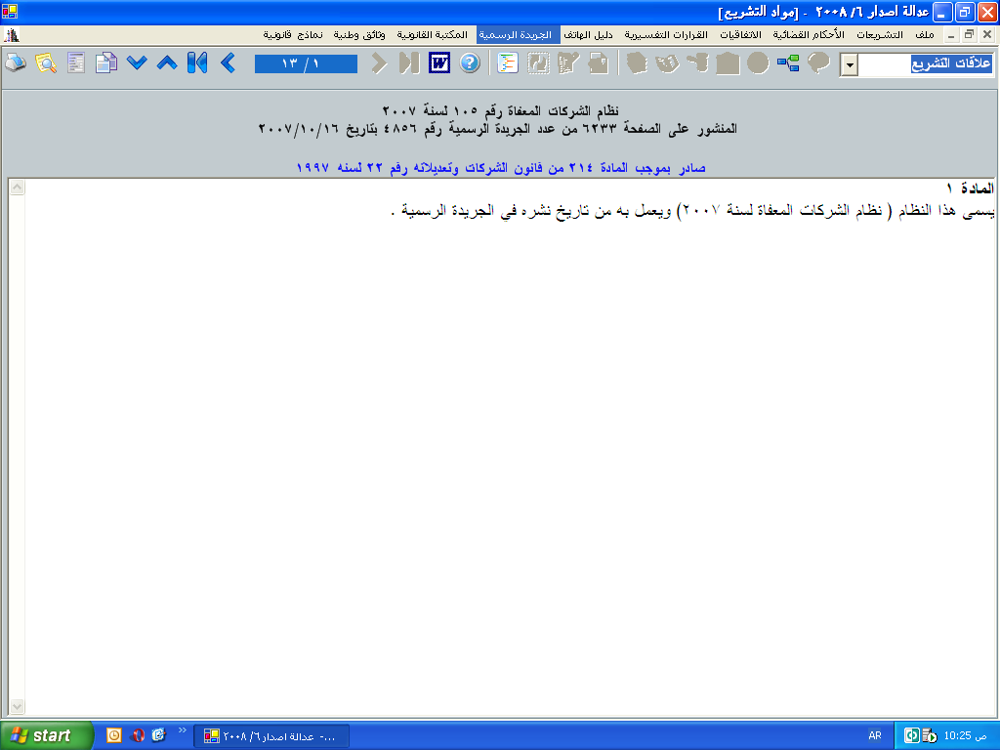 عدالة اصدار ٦/ ٢٠٠٨ - [مواد التشريع]
ملف التشريعات الأحكام القضائية الاتفاقيات القرارات التفسيرية دليل الهاتف الجريدة الرسمية المكتبة القانونية وثائق وطنية نماذج قانونية
علاقات التشريع
١ / ١٣
نظام الشركات المعفاة رقم ١٠٥ لسنة ٢٠٠٧
المنشور على الصفحة ٦٢٣٣ من عدد الجريدة الرسمية رقم ٤٨٥٦ بتاريخ ٢٠٠٧/١٠/١٦
صادر بموجب المادة ٢١٤ من قانون الشركات وتعديلاته رقم ٢٢ لسنه ١٩٩٧
المادة ١
يسمى هذا النظام ( نظام الشركات المعفاة لسنة ٢٠٠٧) ويعمل به من تاريخ نشره في الجريدة الرسمية .
start
عدالة اصدار ٦/ ٢٠٠٨ -...
AR
10:25 ص